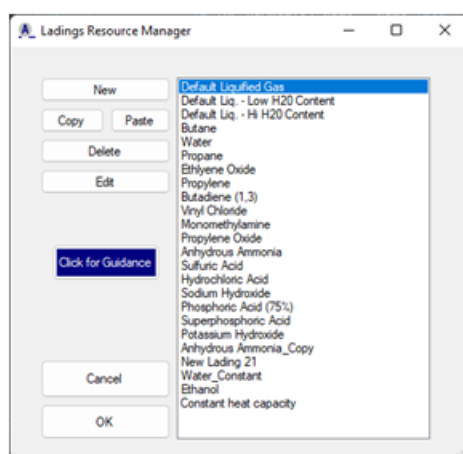 Ladings Resource Manager
New
Copy Paste
Delete
Edit
Click for Guidance
Cancel
OK
Default Liquified Gas
Default Liq. - Low H20 Content
Default Liq. - Hi H20 Content
Butane
Water
Propane
Ethlyene Oxide
Propylene
Butadiene (1,3)
Vinyl Chloride
Monomethylamine
Propylene Oxide
Anhydrous Ammonia
Sulfuric Acid
Hydrochloric Acid
Sodium Hydroxide
Phosphoric Acid (75%)
Superphosphoric Acid
Potassium Hydroxide
Anhydrous Ammonia_Copy
New Lading 21
Water_Constant
Ethanol
Constant heat capacity